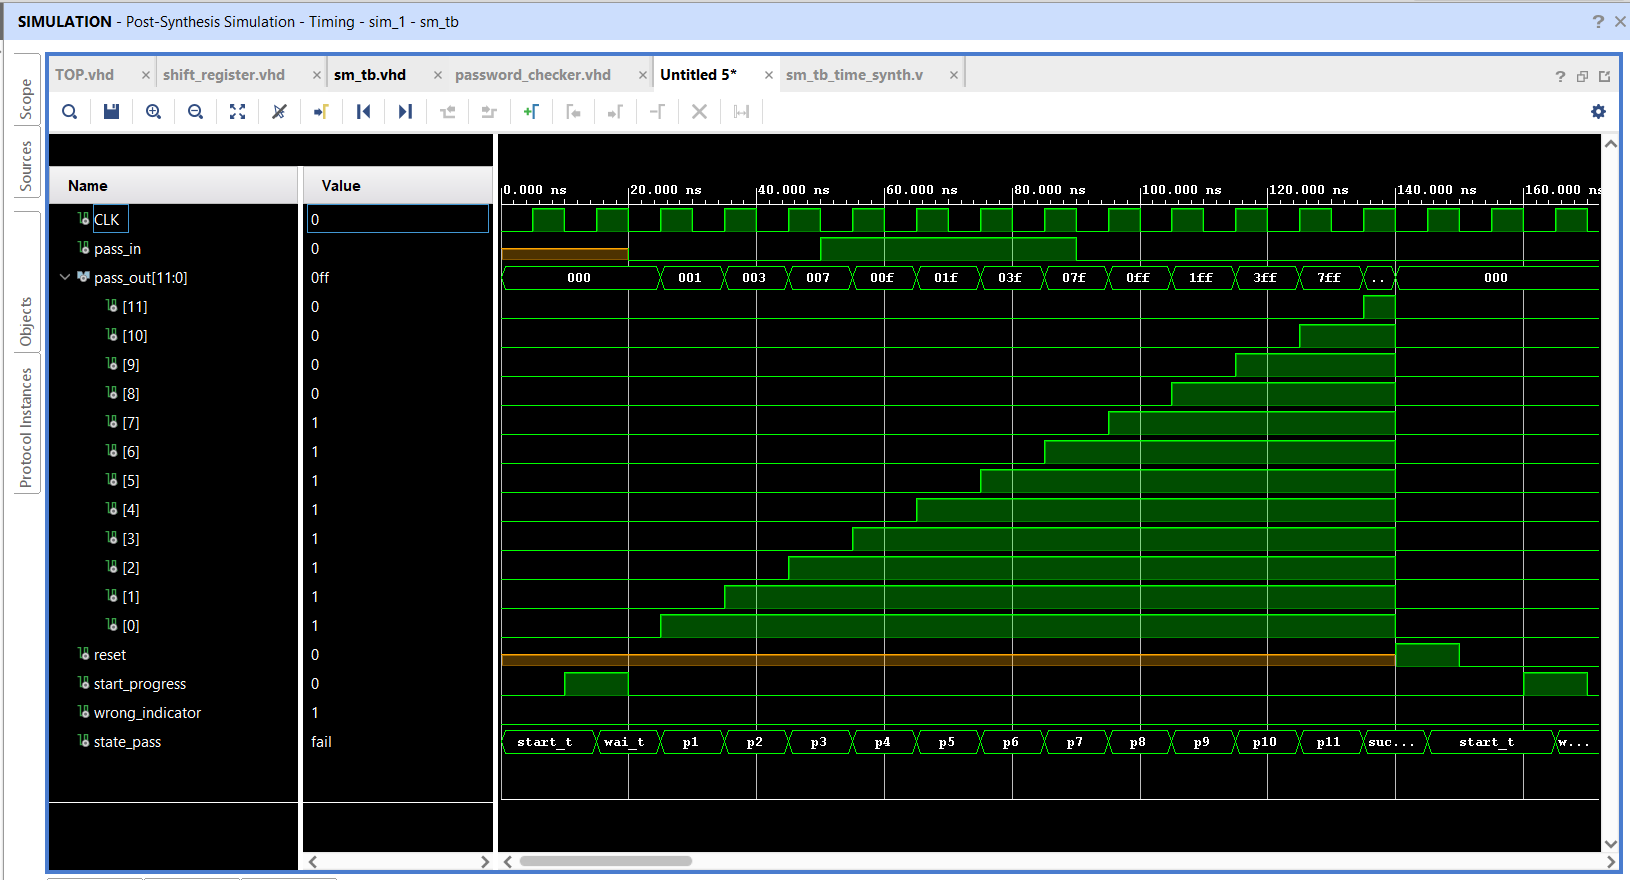 SIMULATION - Post-Synthesis Simulation - Timing - sim_1 - sm_tb
Scope
Sources
Objects
Protocol Instances
TOP.vhd
shift_register.vhd
sm_tb.vhd
password_checker.vhd
Untitled 5*
sm_tb_time_synth.v
Name Value
0.000 ns 20.000 ns 40.000 ns 60.000 ns 80.000 ns 100.000 ns 120.000 ns 140.000 ns 160.000 ns
CLK 0
pass_in 0
pass_out[11:0] 0ff 000 001 003 007 00f 01f 03f 07f 0ff 1ff 3ff 7ff .. 000
[11] 0
[10] 0
[9] 0
[8] 0
[7] 1
[6] 1
[5] 1
[4] 1
[3] 1
[2] 1
[1] 1
[0] 1
reset 0
start_progress 0
wrong_indicator 1
state_pass fail start_t wai_t p1 p2 p3 p4 p5 p6 p7 p8 p9 p10 p11 suc... start_t w...